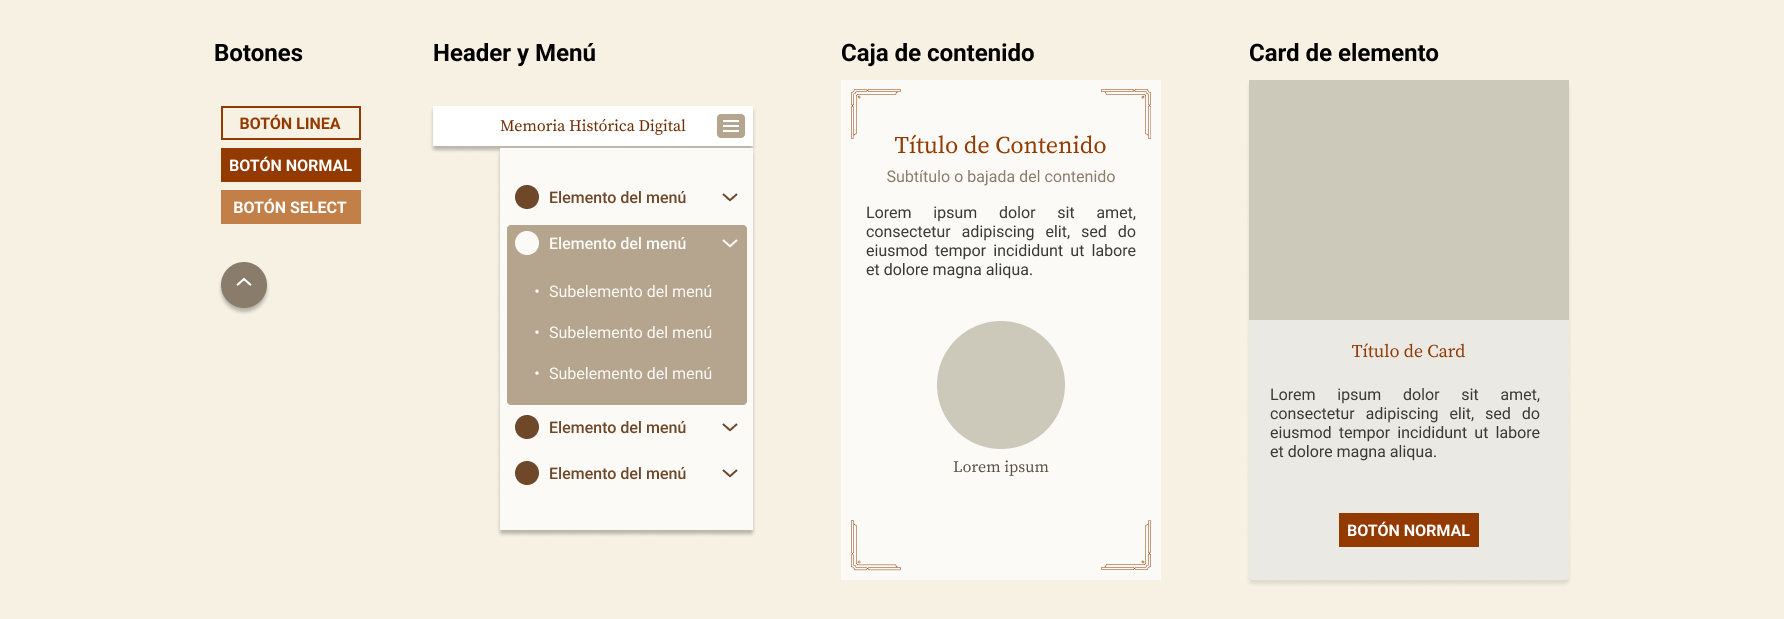 Botones
BOTÓN LINEA
BOTÓN NORMAL
BOTÓN SELECT
Header y Menú
Memoria Histórica Digital
Elemento del menú
Elemento del menú
• Subelemento del menú
• Subelemento del menú
• Subelemento del menú
Elemento del menú
Elemento del menú
Caja de contenido
Título de Contenido
Subtítulo o bajada del contenido
Lorem ipsum dolor sit amet,
consectetur adipiscing elit, sed do
eiusmod tempor incididunt ut labore
et dolore magna aliqua.
Lorem ipsum
Card de elemento
Título de Card
Lorem ipsum dolor sit amet,
consectetur adipiscing elit, sed do
eiusmod tempor incididunt ut labore
et dolore magna aliqua.
BOTÓN NORMAL